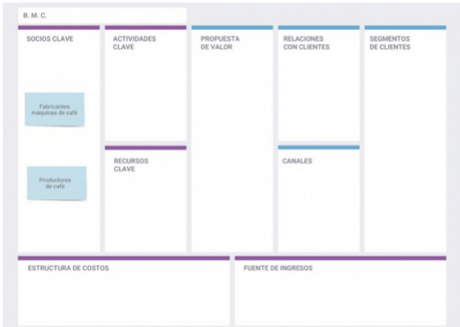 B. M. C.
SOCIOS CLAVE
Fabricantes
máquinas de café
Productores
de café
ACTIVIDADES
CLAVE
RECURSOS
CLAVE
PROPUESTA
DE VALOR
RELACIONES
CON CLIENTES
CANALES
SEGMENTOS
DE CLIENTES
ESTRUCTURA DE COSTOS
FUENTE DE INGRESOS